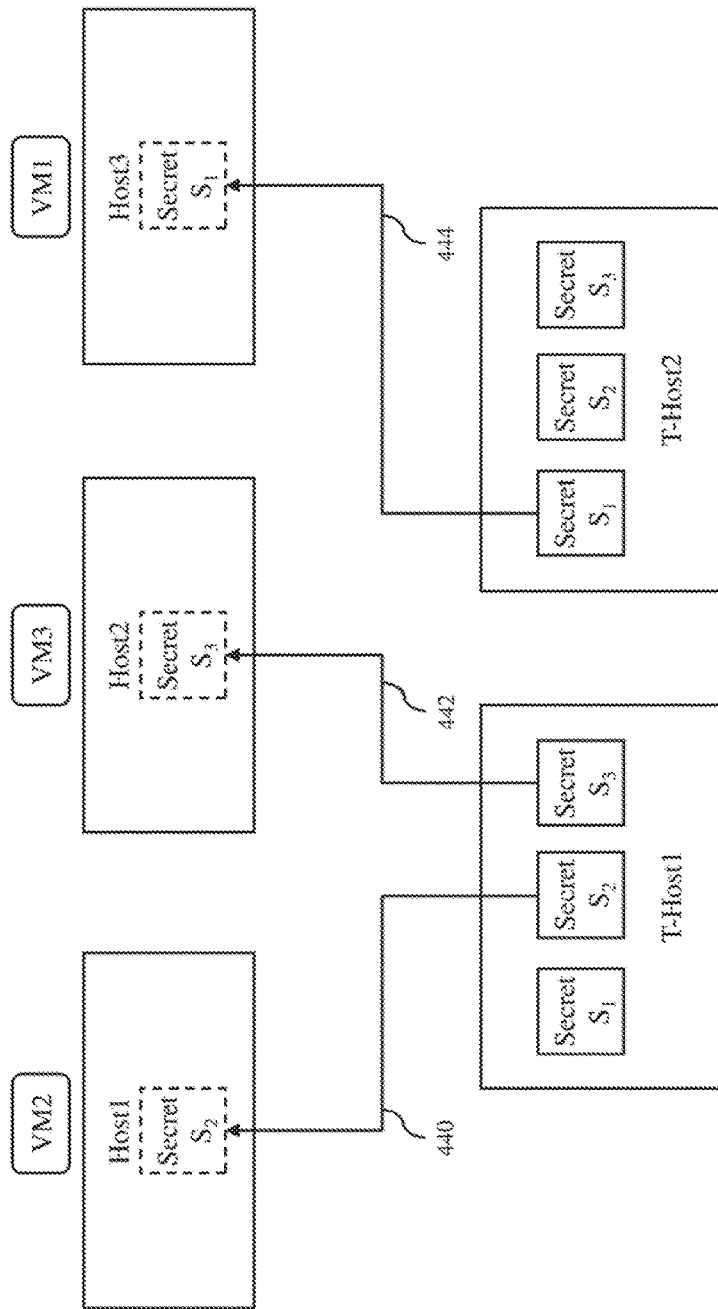 VM2
VM3
VM1
Host1
Secret
S2
Host2
Secret
S3
Host3
Secret
S1
440
442
444
Secret
S1
Secret
S2
Secret
S3
T-Host1
Secret
S1
Secret
S2
Secret
S3
T-Host2